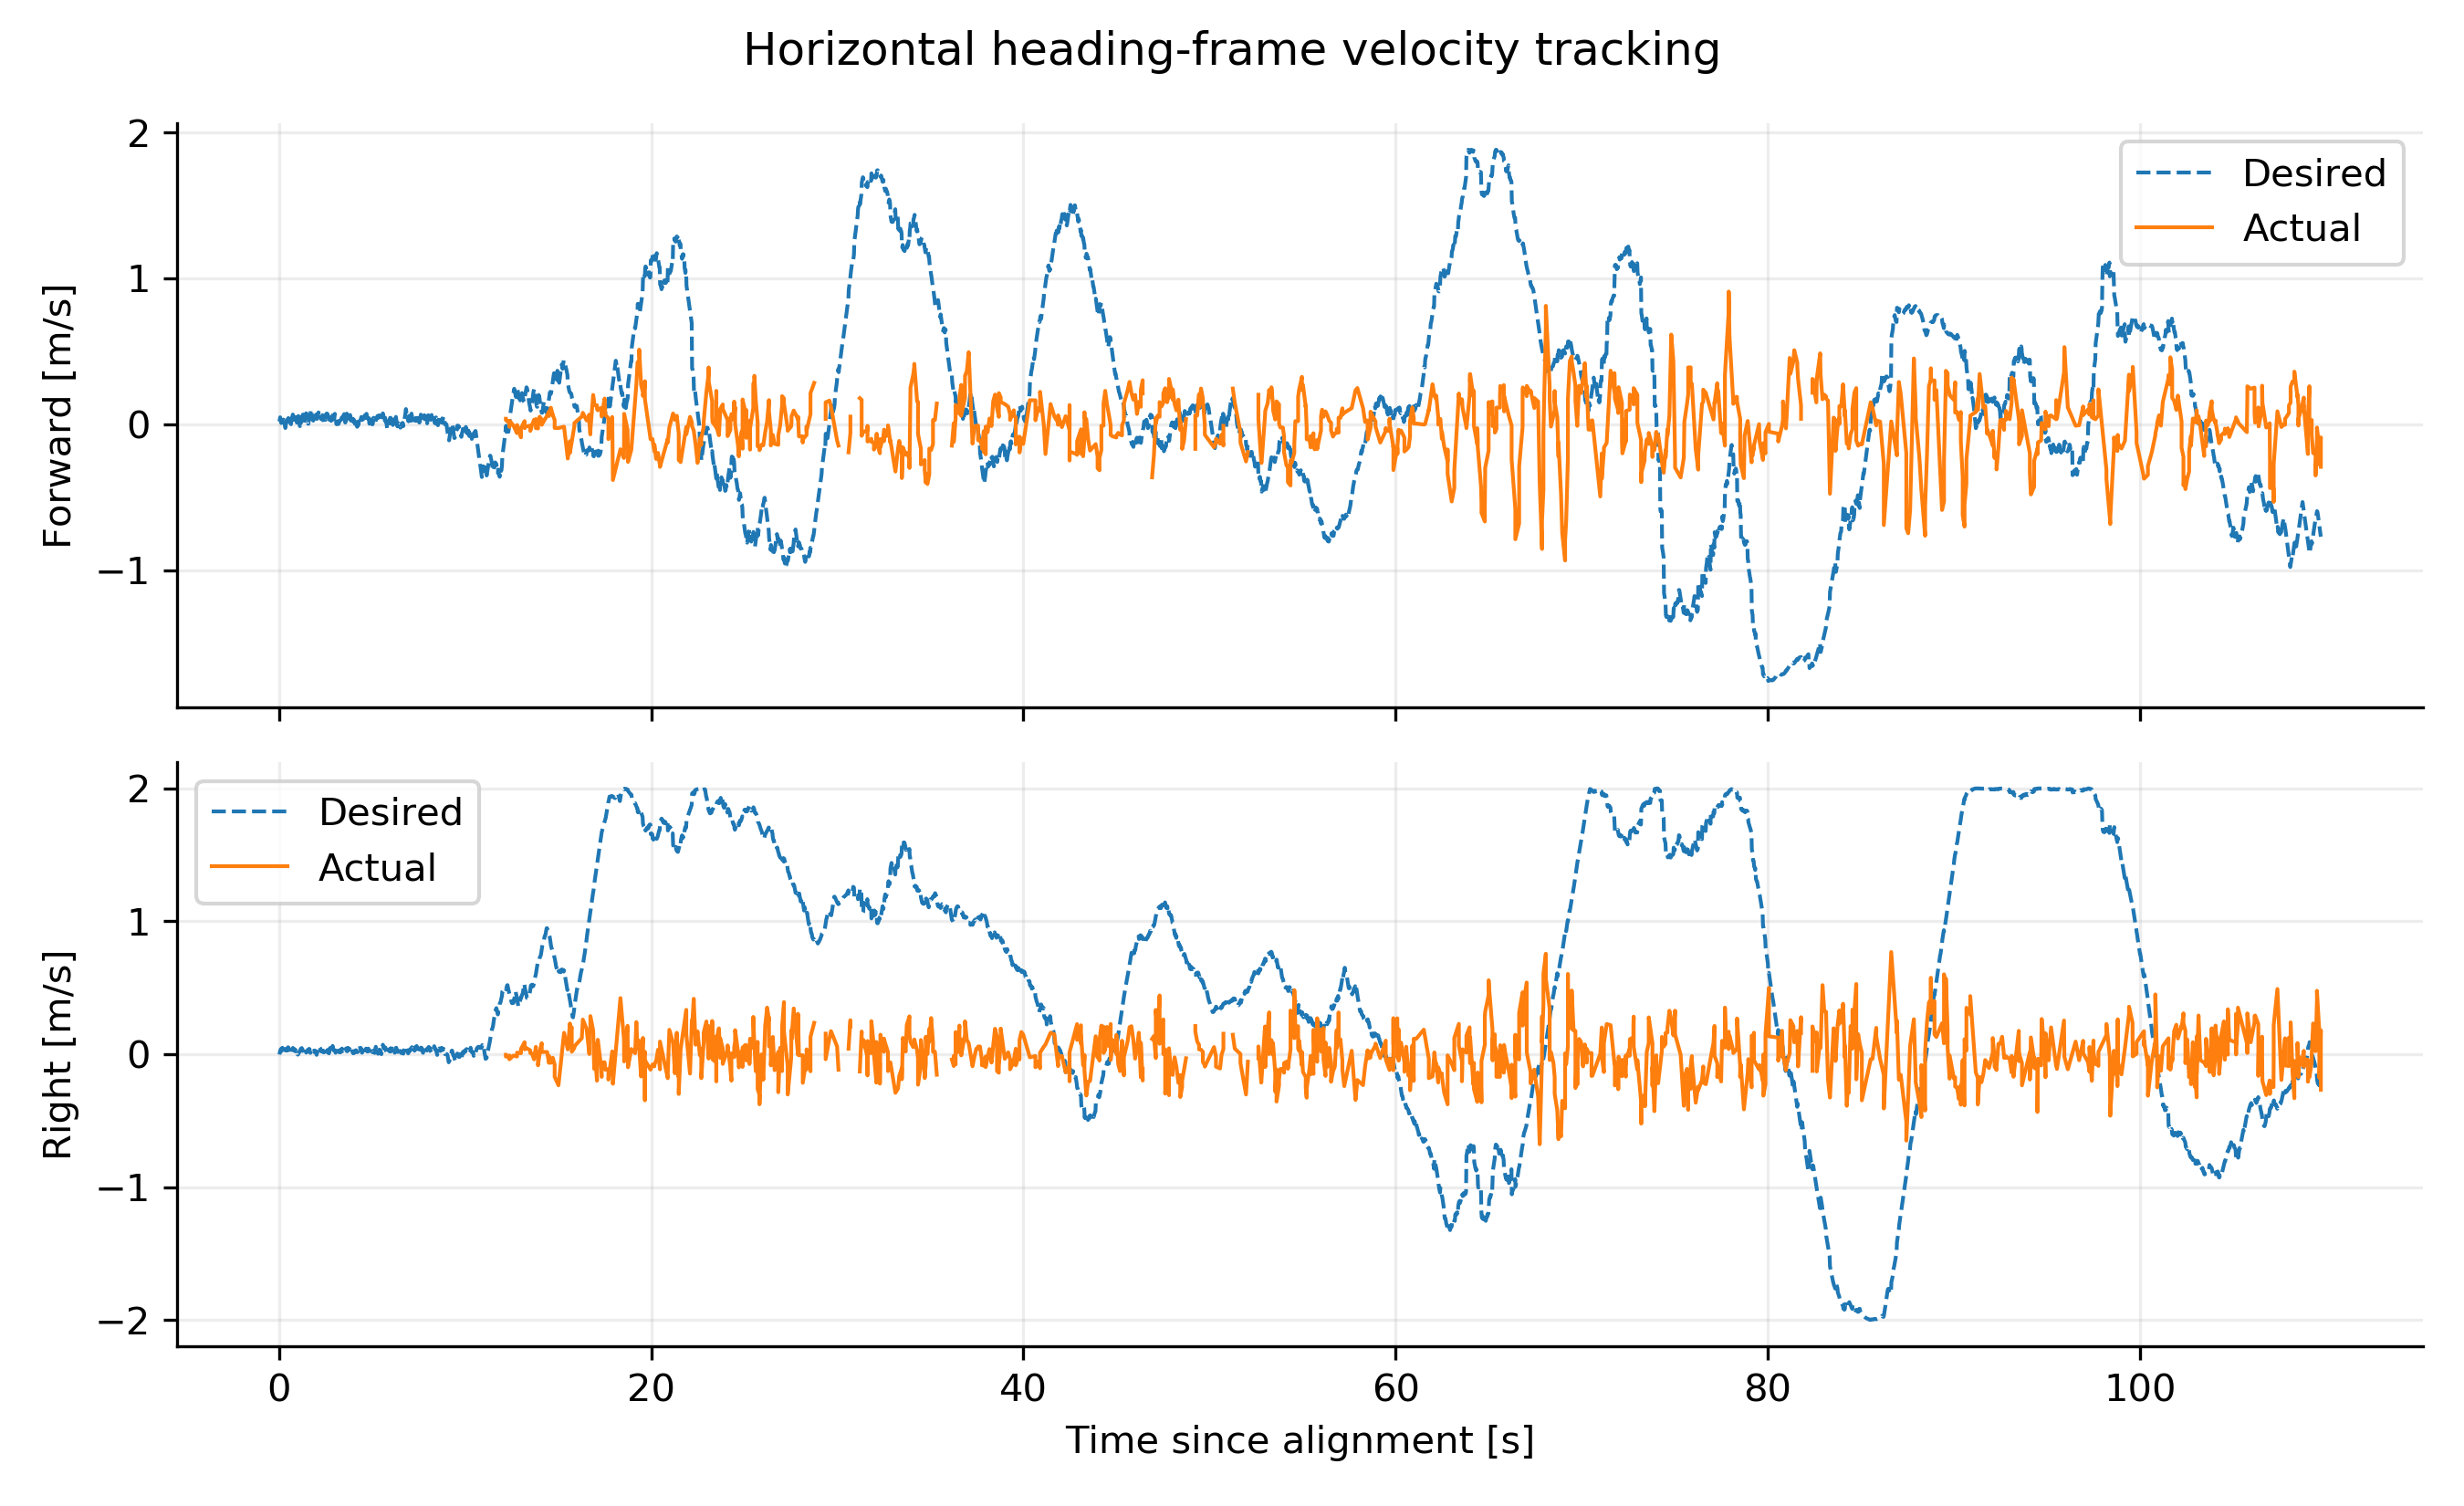 Horizontal heading-frame velocity tracking
2
1
0
−1
Forward [m/s]
Desired
Actual
2
1
0
−1
−2
Right [m/s]
Desired
Actual
0 20 40 60 80 100
Time since alignment [s]